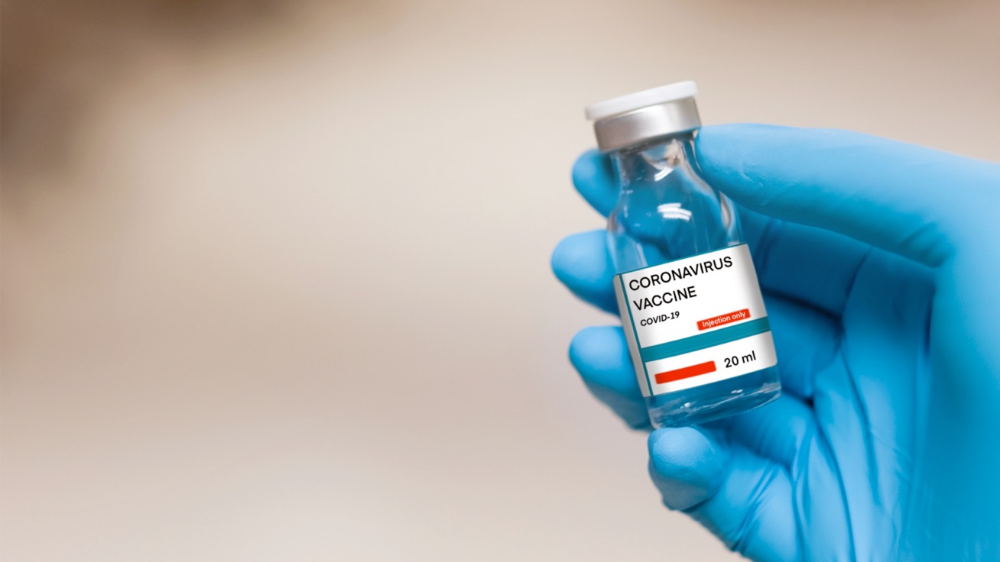 CORONAVIRUS
VACCINE
COVID-19
Injection only
20 ml